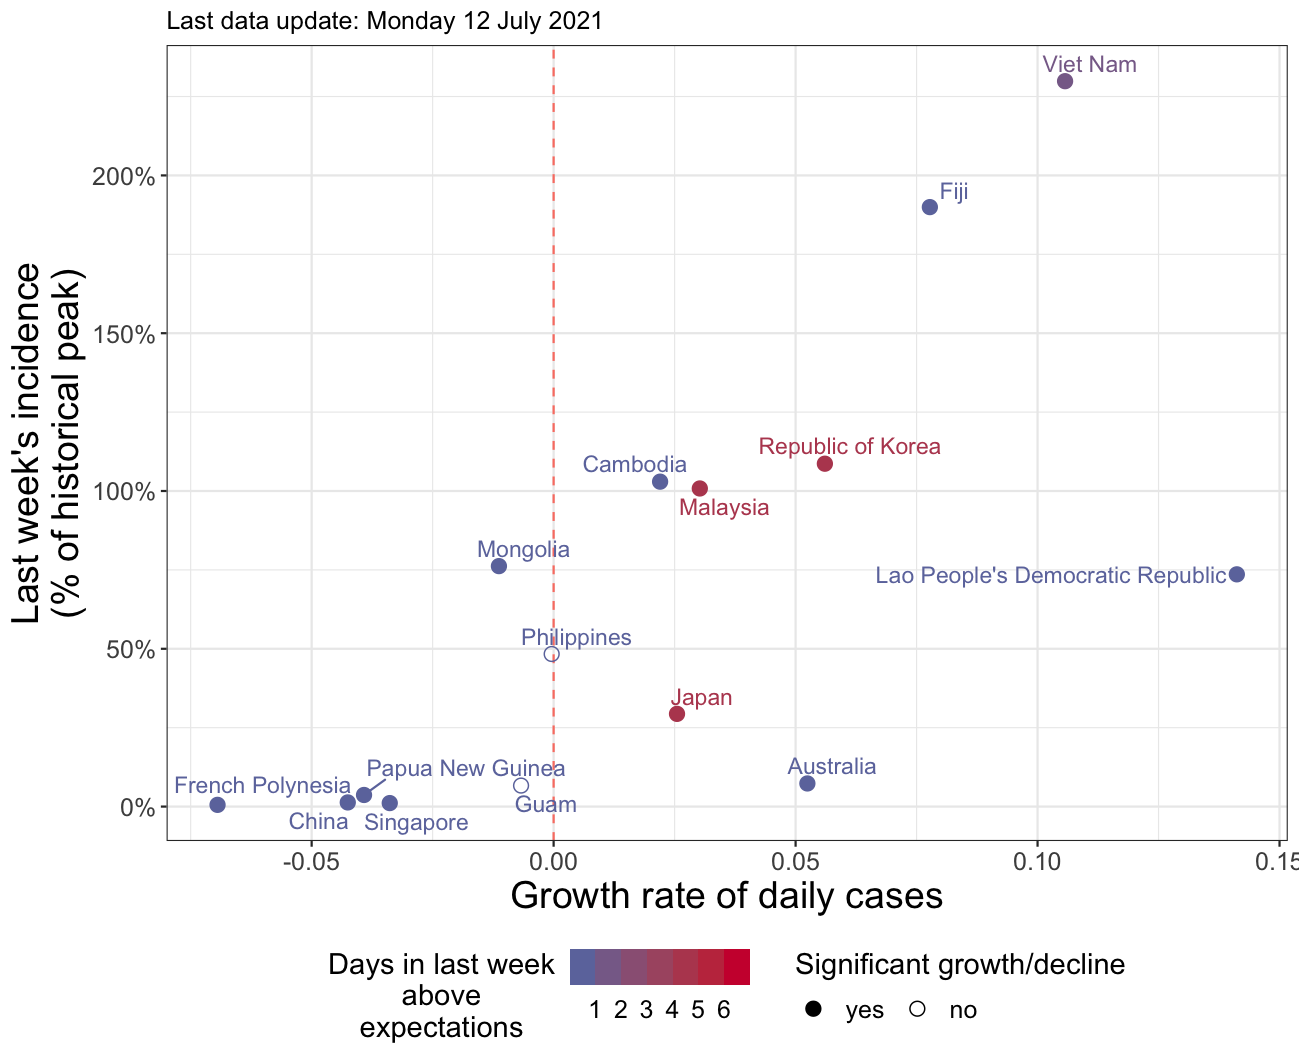 Last data update: Monday 12 July 2021
Viet Nam
200%
Fiji
Last week's incidence
(% of historical peak)
150%
Republic of Korea
Cambodia
100%
Malaysia
Mongolia
Lao People's Democratic Republic
Philippines
50%
Japan
Papua New Guinea
Australia
French Polynesia
Guam
0%
China
Singapore
-0.05
0.00
0.05
0.10
0.15
Growth rate of daily cases
Days in last week
above
expectations
1 2 3 4 5 6
Significant growth/decline
yes
no